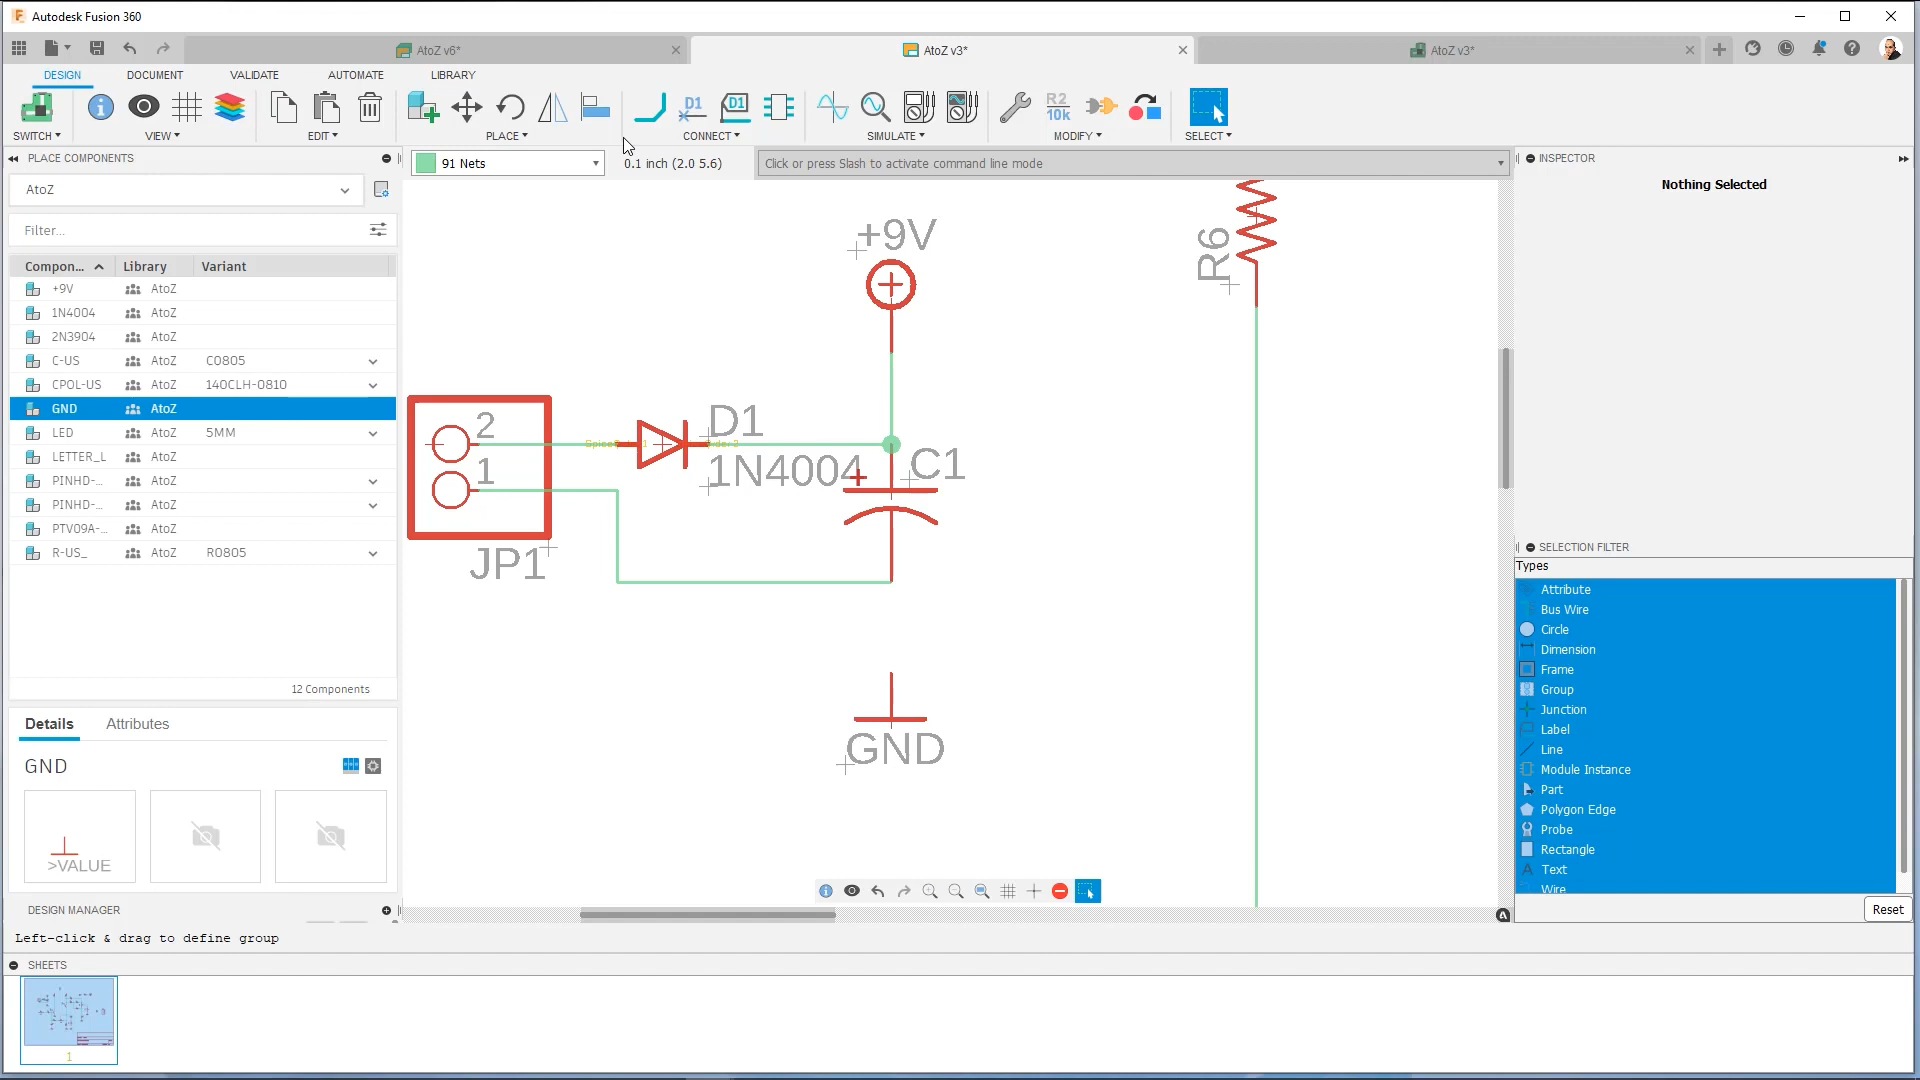 Autodesk Fusion 360
AtoZ v6*
AtoZ v3*
AtoZ v3*
DESIGN
DOCUMENT
VALIDATE
AUTOMATE
LIBRARY
D1
D1
R2
10k
SWITCH
VIEW
EDIT
PLACE
CONNECT
SIMULATE
MODIFY
SELECT
PLACE COMPONENTS
91 Nets
0.1 inch (2.0 5.6)
Click or press Slash to activate command line mode
INSPECTOR
Nothing Selected
AtoZ
Filter...
Compon... Library Variant
+9V AtoZ
1N4004 AtoZ
2N3904 AtoZ
C-US AtoZ C0805
CPOL-US AtoZ 140CLH-0810
GND AtoZ
LED AtoZ 5MM
LETTER_L AtoZ
PINHD-... AtoZ
PINHD-... AtoZ
PTV09A-... AtoZ
R-US_ AtoZ R0805
12 Components
Details Attributes
GND
>VALUE
DESIGN MANAGER
+9V
R6
2
1
D1
1N4004
C1
JP1
GND
SELECTION FILTER
Types
Attribute
Bus Wire
Circle
Dimension
Frame
Group
Junction
Label
Line
Module Instance
Part
Polygon Edge
Probe
Rectangle
Text
Wire
Reset
Left-click & drag to define group
SHEETS
1